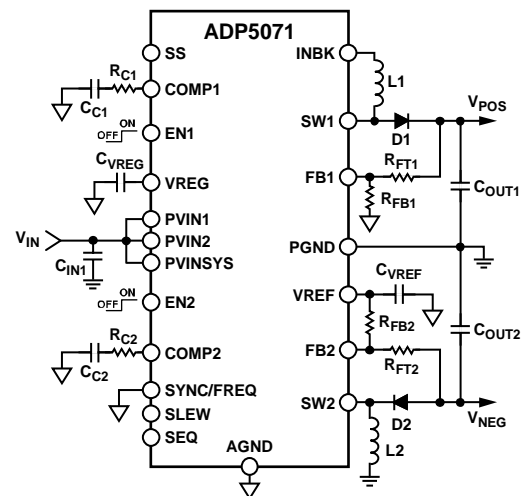 ADP5071
SS
COMP1
EN1
VREG
PVIN1
PVIN2
PVINSYS
EN2
COMP2
SYNC/FREQ
SLEW
SEQ
AGND
INBK
SW1
FB1
PGND
VREF
FB2
SW2
RC1
CC1
ON
OFF
CVREG
VIN
CIN1
ON
OFF
RC2
CC2
L1
D1
VPOS
RFT1
RFB1
COUT1
CVREF
RFB2
RFT2
COUT2
D2
VNEG
L2